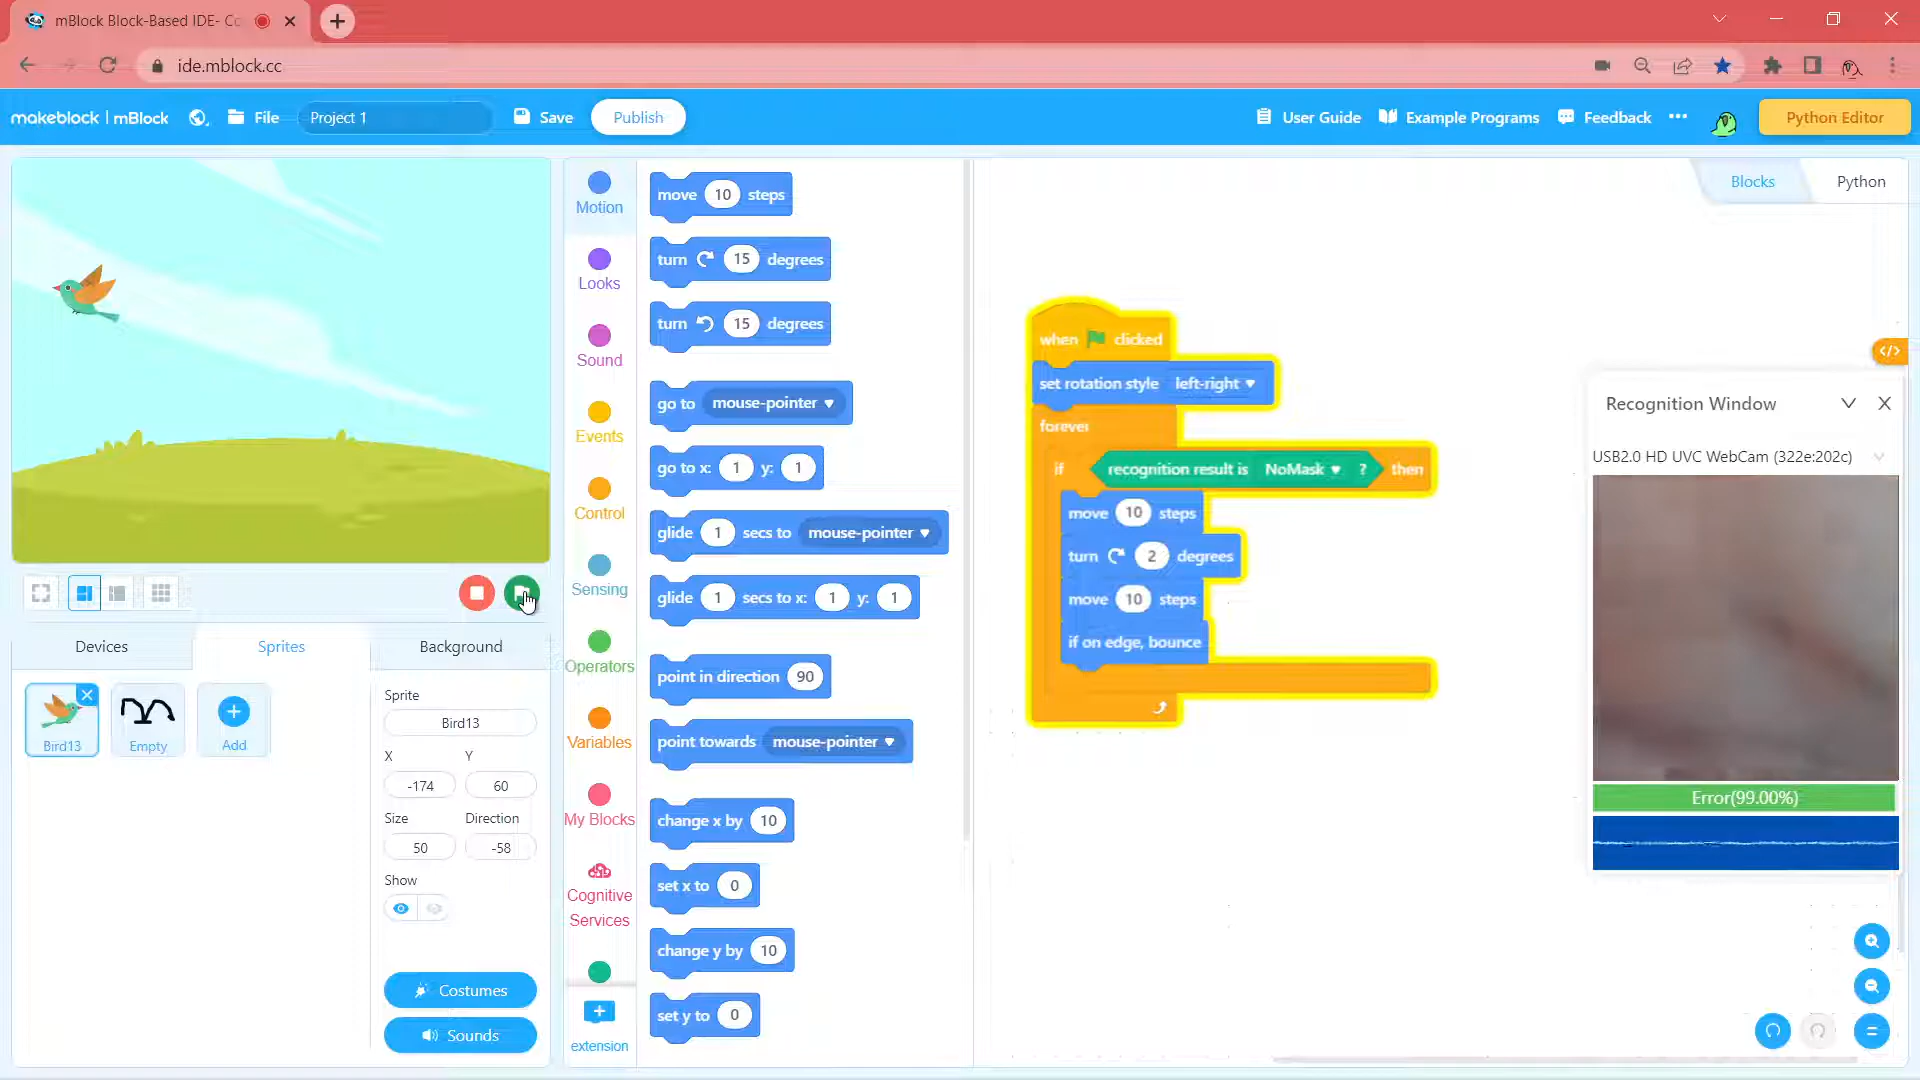 mBlock Block-Based IDE- Co
ide.mblock.cc
makeblock | mBlock
File
Project 1
Save
Publish
User Guide
Example Programs
Feedback
Python Editor
Motion
Looks
Sound
Events
Control
Sensing
Operators
Variables
My Blocks
Cognitive
Services
extension
move 10 steps
turn 15 degrees
turn 15 degrees
go to mouse-pointer
go to x: 1 y: 1
glide 1 secs to mouse-pointer
glide 1 secs to x: 1 y: 1
point in direction 90
point towards mouse-pointer
change x by 10
set x to 0
change y by 10
set y to 0
Blocks
Python
when clicked
set rotation style left-right
forever
if recognition result is NoMask ? then
move 10 steps
turn 2 degrees
move 10 steps
if on edge, bounce
Recognition Window
USB2.0 HD UVC WebCam (322e:202c)
Error(99.00%)
Devices
Sprites
Background
Bird13
Empty
Add
Sprite
Bird13
X
Y
-174
60
Size
Direction
50
-58
Show
Costumes
Sounds